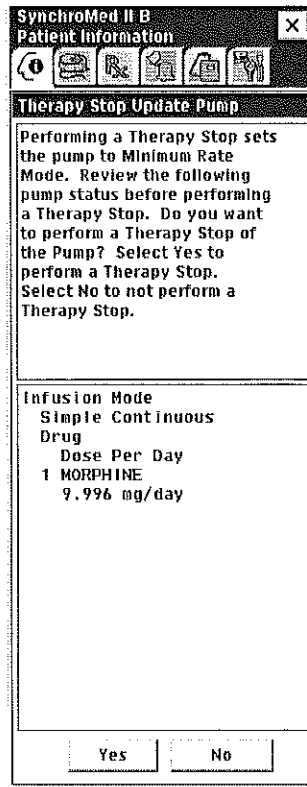 SynchroMed II B
Patient Information
Therapy Stop Update Pump
Performing a Therapy Stop sets
the pump to Minimum Rate
Mode. Review the following
pump status before performing
a Therapy Stop. Do you want
to perform a Therapy Stop of
the Pump? Select Yes to
perform a Therapy Stop.
Select No to not perform a
Therapy Stop.
Infusion Mode
Simple Continuous
Drug
Dose Per Day
1 MORPHINE
9.996 mg/day
Yes No